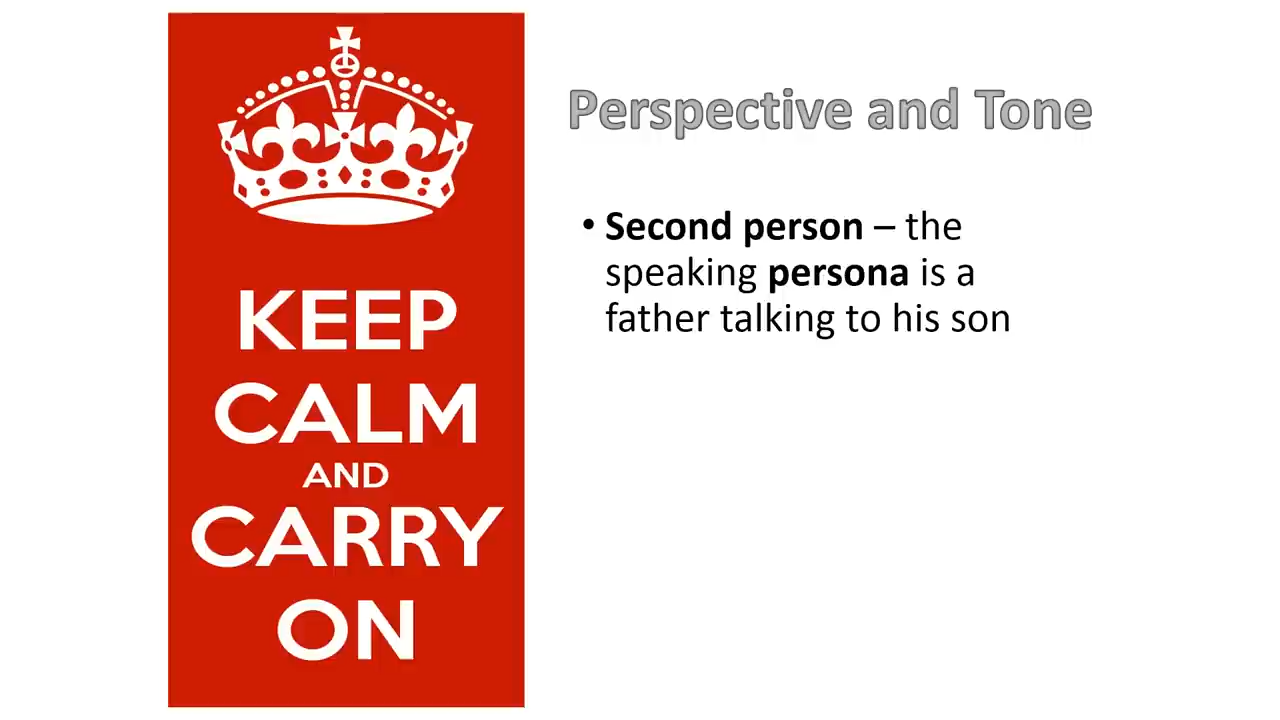 KEEP
CALM
AND
CARRY
ON
Perspective and Tone
• Second person – the
speaking persona is a
father talking to his son